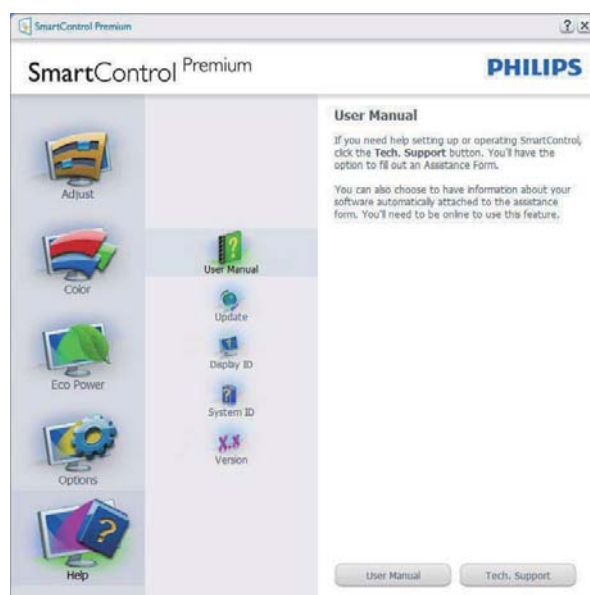 SmartControl Premium
? x
SmartControl Premium
PHILIPS
Adjust
Color
Eco Power
Options
Help
User Manual
Update
Display ID
System ID
X.X
Version
User Manual
If you need help setting up or operating SmartControl,
click the Tech. Support button. You'll have the
option to fill out an Assistance Form.
You can also choose to have information about your
software automatically attached to the assistance
form. You'll need to be online to use this feature.
User Manual
Tech. Support